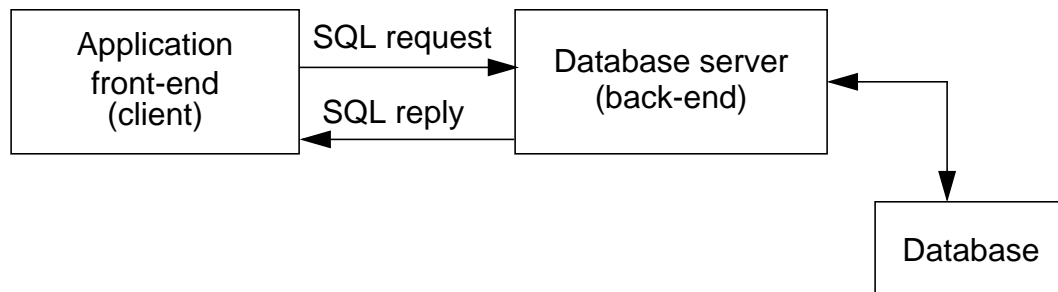 Application
front-end
(client)
SQL request
SQL reply
Database server
(back-end)
Database